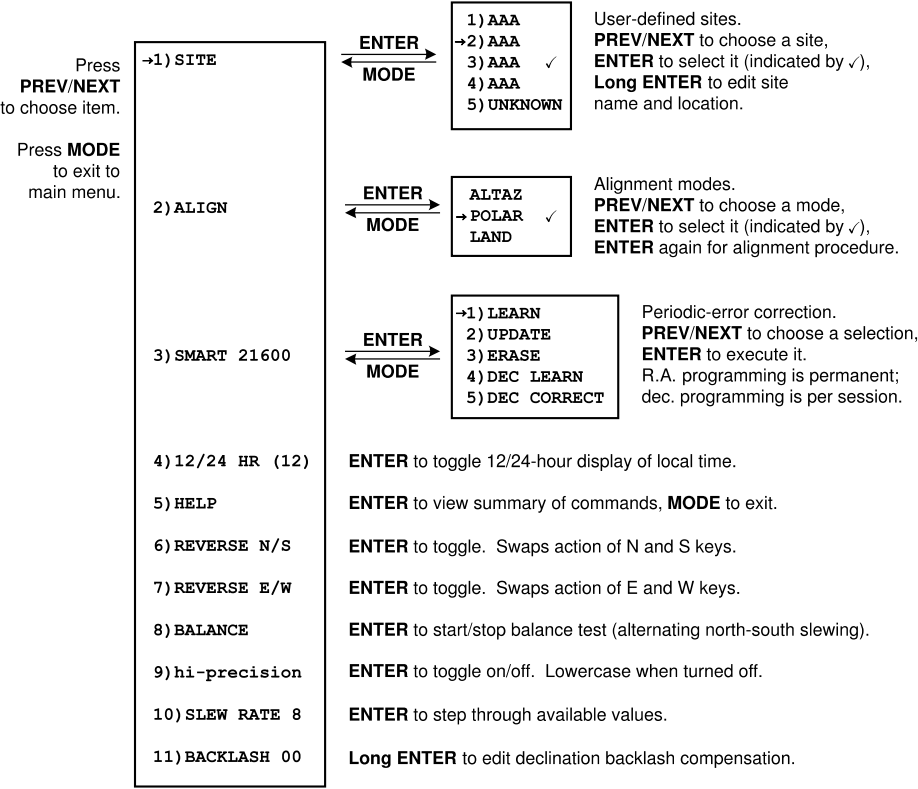 Press
PREV/NEXT
to choose item.
Press MODE
to exit to
main menu.
→1)SITE
ENTER
MODE
1)AAA
→2)AAA
3)AAA ✓
4)AAA
5)UNKNOWN
User-defined sites.
PREV/NEXT to choose a site,
ENTER to select it (indicated by ✓),
Long ENTER to edit site
name and location.
2)ALIGN
ENTER
MODE
ALTAZ
→POLAR ✓
LAND
Alignment modes.
PREV/NEXT to choose a mode,
ENTER to select it (indicated by ✓),
ENTER again for alignment procedure.
3)SMART 21600
ENTER
MODE
→1)LEARN
2)UPDATE
3)ERASE
4)DEC LEARN
5)DEC CORRECT
Periodic-error correction.
PREV/NEXT to choose a selection,
ENTER to execute it.
R.A. programming is permanent;
dec. programming is per session.
4)12/24 HR (12) ENTER to toggle 12/24-hour display of local time.
5)HELP ENTER to view summary of commands, MODE to exit.
6)REVERSE N/S ENTER to toggle. Swaps action of N and S keys.
7)REVERSE E/W ENTER to toggle. Swaps action of E and W keys.
8)BALANCE ENTER to start/stop balance test (alternating north-south slewing).
9)hi-precision ENTER to toggle on/off. Lowercase when turned off.
10)SLEW RATE 8 ENTER to step through available values.
11)BACKLASH 00 Long ENTER to edit declination backlash compensation.